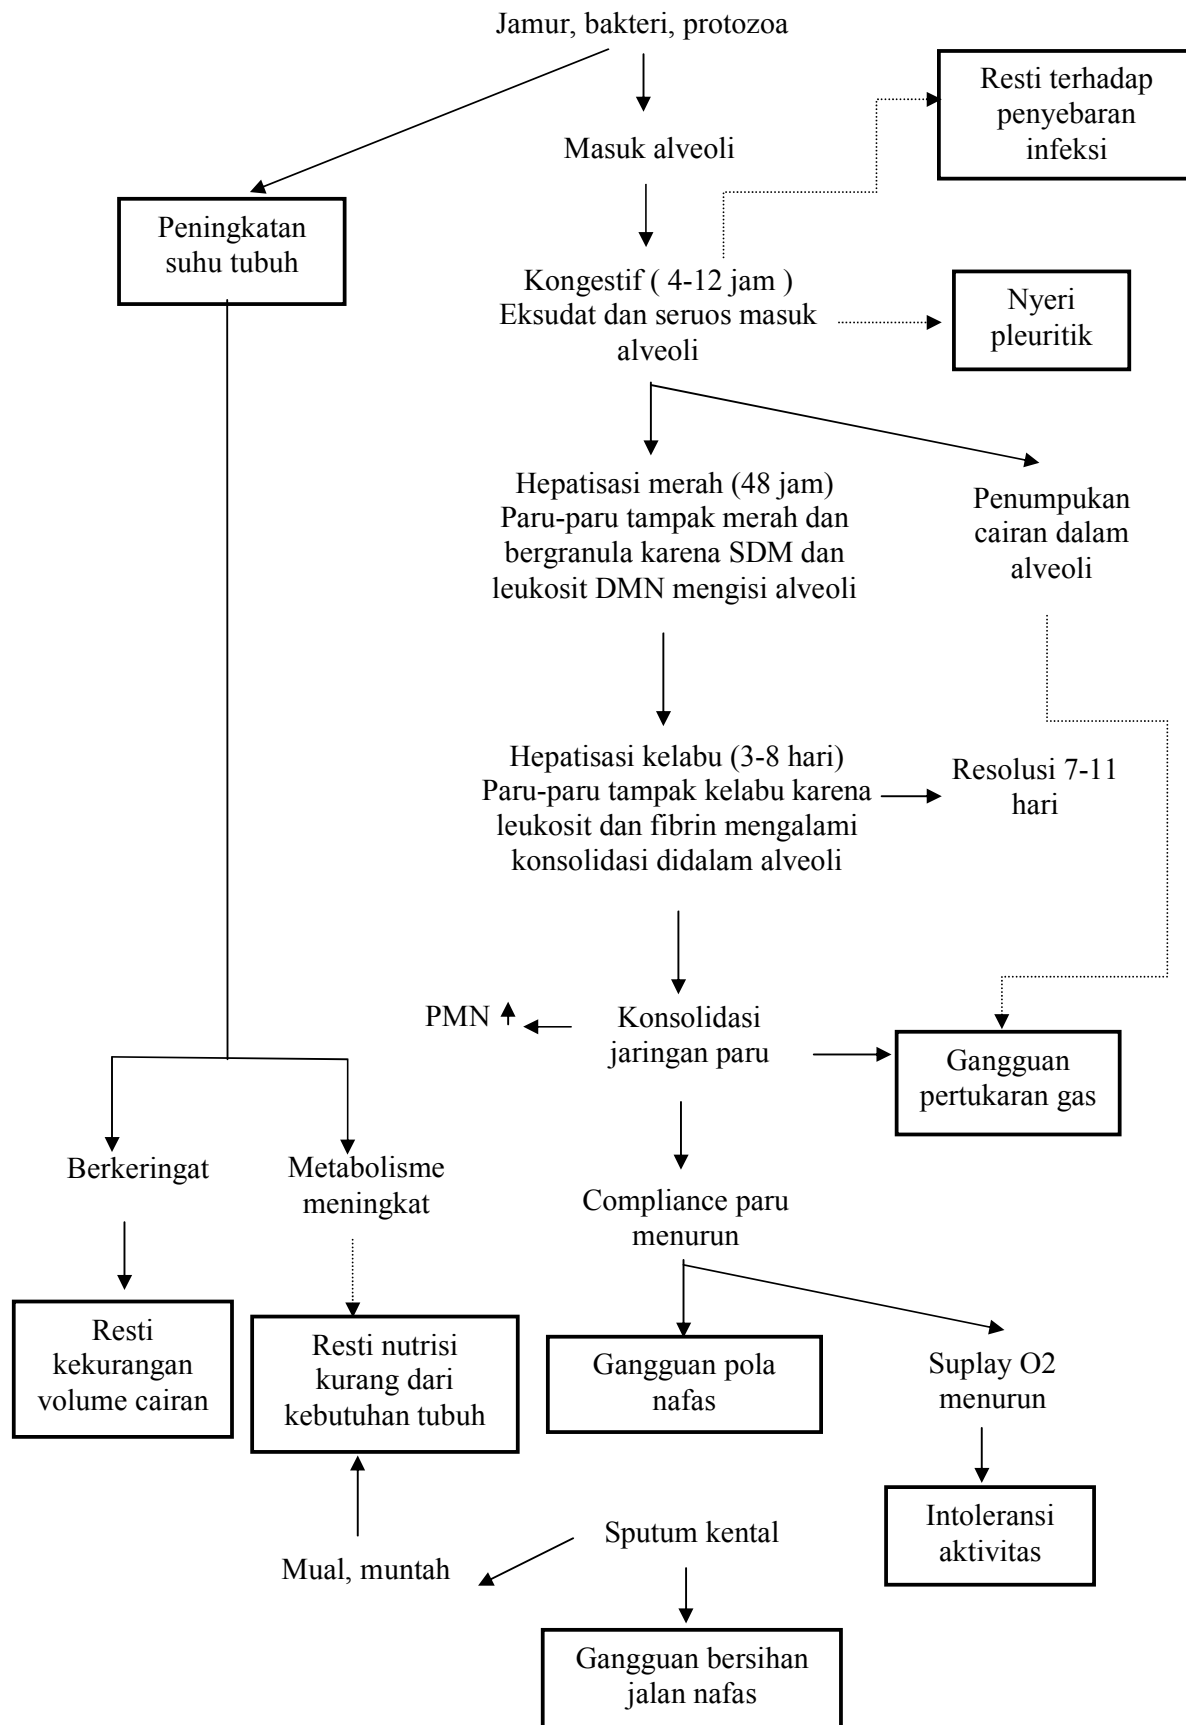 Jamur, bakteri, protozoa
Resti terhadap
penyebaran
infeksi
Masuk alveoli
Peningkatan
suhu tubuh
Kongestif ( 4-12 jam )
Eksudat dan seruos masuk
alveoli
Nyeri
pleuritik
Hepatisasi merah (48 jam)
Paru-paru tampak merah dan
bergranula karena SDM dan
leukosit DMN mengisi alveoli
Penumpukan
cairan dalam
alveoli
Hepatisasi kelabu (3-8 hari)
Paru-paru tampak kelabu karena
leukosit dan fibrin mengalami
konsolidasi didalam alveoli
Resolusi 7-11
hari
PMN
Konsolidasi
jaringan paru
Gangguan
pertukaran gas
Berkeringat
Metabolisme
meningkat
Compliance paru
menurun
Resti
kekurangan
volume cairan
Resti nutrisi
kurang dari
kebutuhan tubuh
Gangguan pola
nafas
Suplay O2
menurun
Intoleransi
aktivitas
Sputum kental
Mual, muntah
Gangguan bersihan
jalan nafas